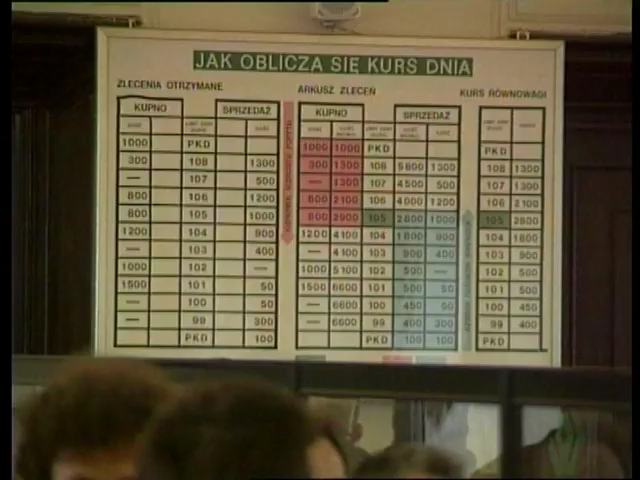 JAK OBLICZA SIĘ KURS DNIA
ZLECENIA OTRZYMANE ARKUSZ ZLECEŃ KURS RÓWNOWAGI
KUPNO SPRZEDAŻ KUPNO SPRZEDAŻ
1000 PKD 1000 1000 PKD PKD
300 108 1300 300 1300 108 5800 1300 108 1300
— 107 500 — 1300 107 4500 500 107 1300
800 106 1200 800 2100 106 4000 1200 106 2100
800 105 1000 800 2900 105 2800 1000 105 2800
1200 104 900 1200 4100 104 1800 900 104 1800
— 103 400 — 4100 103 900 400 103 900
1000 102 — 1000 5100 102 500 — 102 500
1500 101 50 1500 6600 101 500 50 101 500
— 100 50 — 6600 100 450 50 100 450
— 99 300 — 6600 99 400 300 99 400
PKD 100 PKD 100 100 PKD